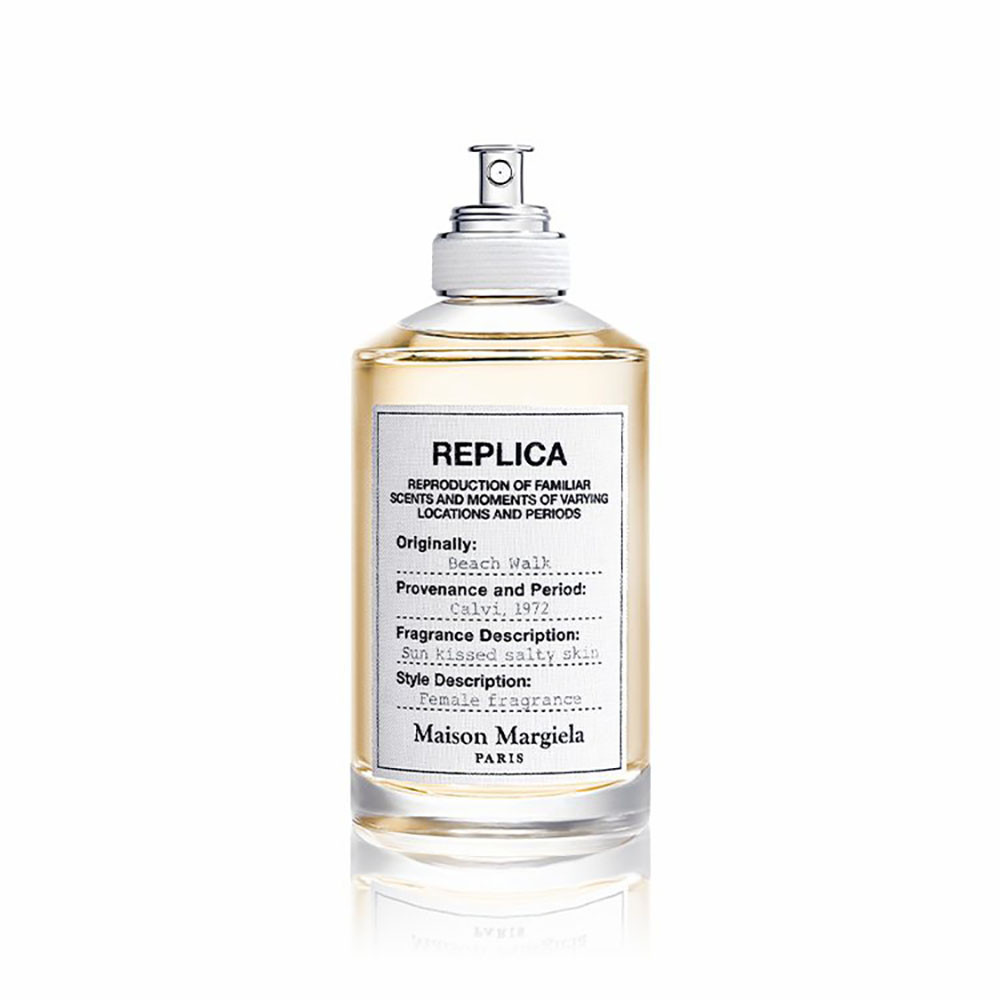 REPLICA
REPRODUCTION OF FAMILIAR
SCENTS AND MOMENTS OF VARYING
LOCATIONS AND PERIODS
Originally:
Beach Walk
Provenance and Period:
Calvi, 1972
Fragrance Description:
Sun kissed salty skin
Style Description:
Female fragrance
Maison Margiela
PARIS